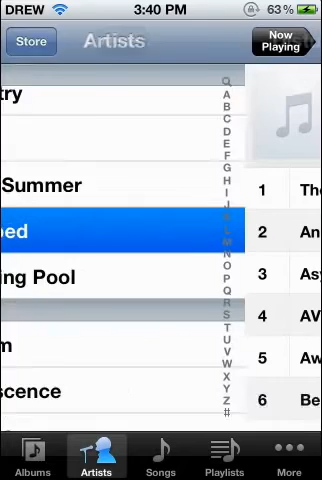 DREW 3:40 PM 63%
Store Artists Now Playing
try
Summer
ped
ing Pool
m
scence
A
B
C
D
E
F
G
H
I
J
L
M
N
O
P
Q
R
S
T
U
V
W
X
Y
Z
#
1 The
2 An
3 Asy
4 AV
5 Aw
6 Be
Albums Artists Songs Playlists More